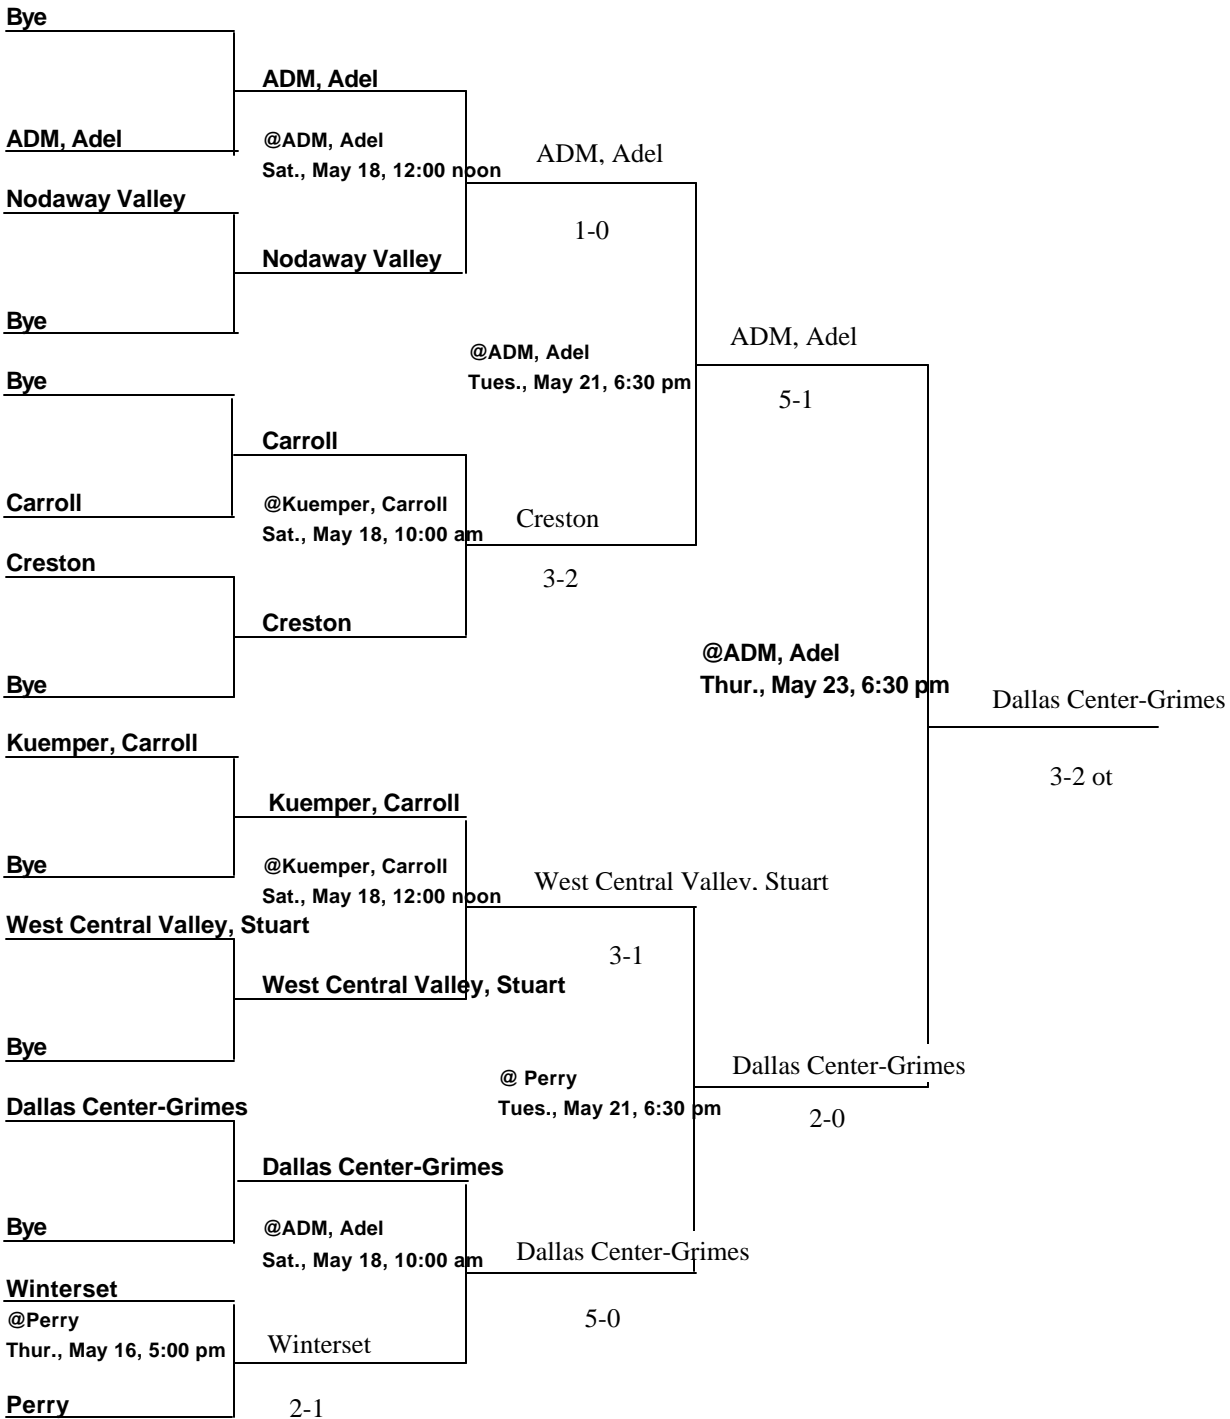 Bye
ADM, Adel
ADM, Adel
@ADM, Adel
Sat., May 18, 12:00 noon
ADM, Adel
Nodaway Valley
1-0
Nodaway Valley
Bye
ADM, Adel
@ADM, Adel
Tues., May 21, 6:30 pm
Bye
5-1
Carroll
Carroll
@Kuemper, Carroll
Sat., May 18, 10:00 am
Creston
Creston
3-2
Creston
@ADM, Adel
Thur., May 23, 6:30 pm
Bye
Dallas Center-Grimes
Kuemper, Carroll
3-2 ot
Kuemper, Carroll
Bye
@Kuemper, Carroll
Sat., May 18, 12:00 noon
West Central Valley, Stuart
West Central Valley, Stuart
3-1
West Central Valley, Stuart
Bye
Dallas Center-Grimes
@ Perry
Tues., May 21, 6:30 pm
Dallas Center-Grimes
2-0
Dallas Center-Grimes
Bye
@ADM, Adel
Sat., May 18, 10:00 am
Dallas Center-Grimes
Winterset
@Perry
Thur., May 16, 5:00 pm
5-0
Winterset
Perry
2-1